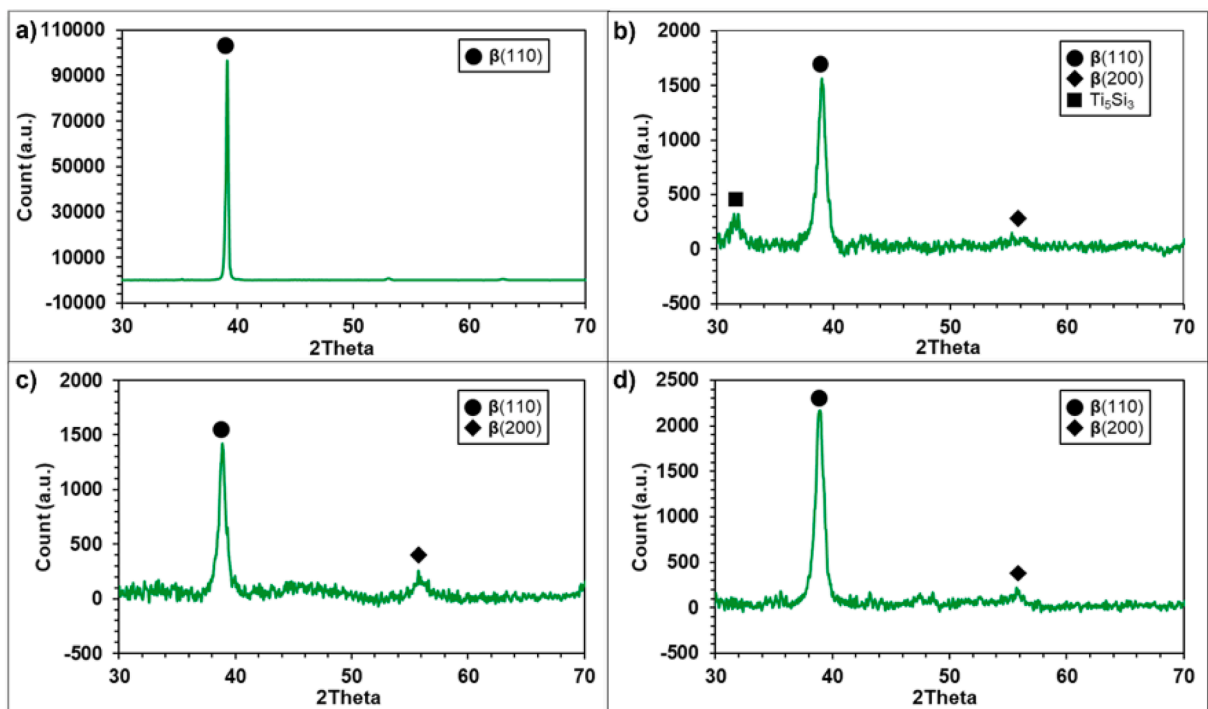 a)
110000
90000
70000
50000
30000
10000
-10000
Count (a.u.)
30 40 50 60 70
2Theta
β(110)
b)
2000
1500
1000
500
0
-500
Count (a.u.)
30 40 50 60 70
2Theta
β(110)
β(200)
Ti₅Si₃
c)
2000
1500
1000
500
0
-500
Count (a.u.)
30 40 50 60 70
2Theta
β(110)
β(200)
d)
2500
2000
1500
1000
500
0
-500
Count (a.u.)
30 40 50 60 70
2Theta
β(110)
β(200)